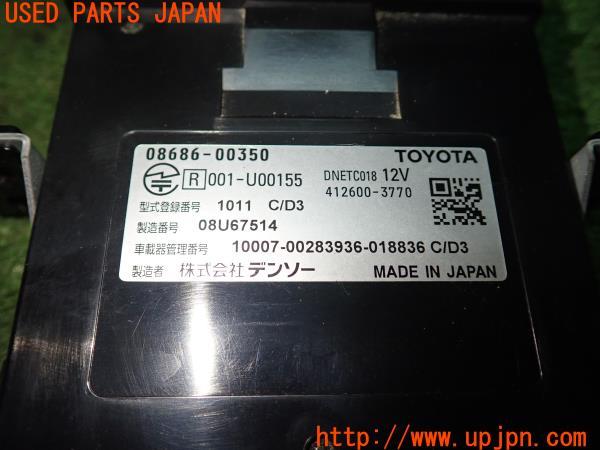 USED PARTS JAPAN
08686-00350 TOYOTA
R 001-U00155 DNETC018 12V
412600-3770
型式登録番号 1011 C/D3
製造番号 08U67514
車載器管理番号 10007-00283936-018836 C/D3
製造者 株式会社デンソー MADE IN JAPAN
http://www.upjpn.com/